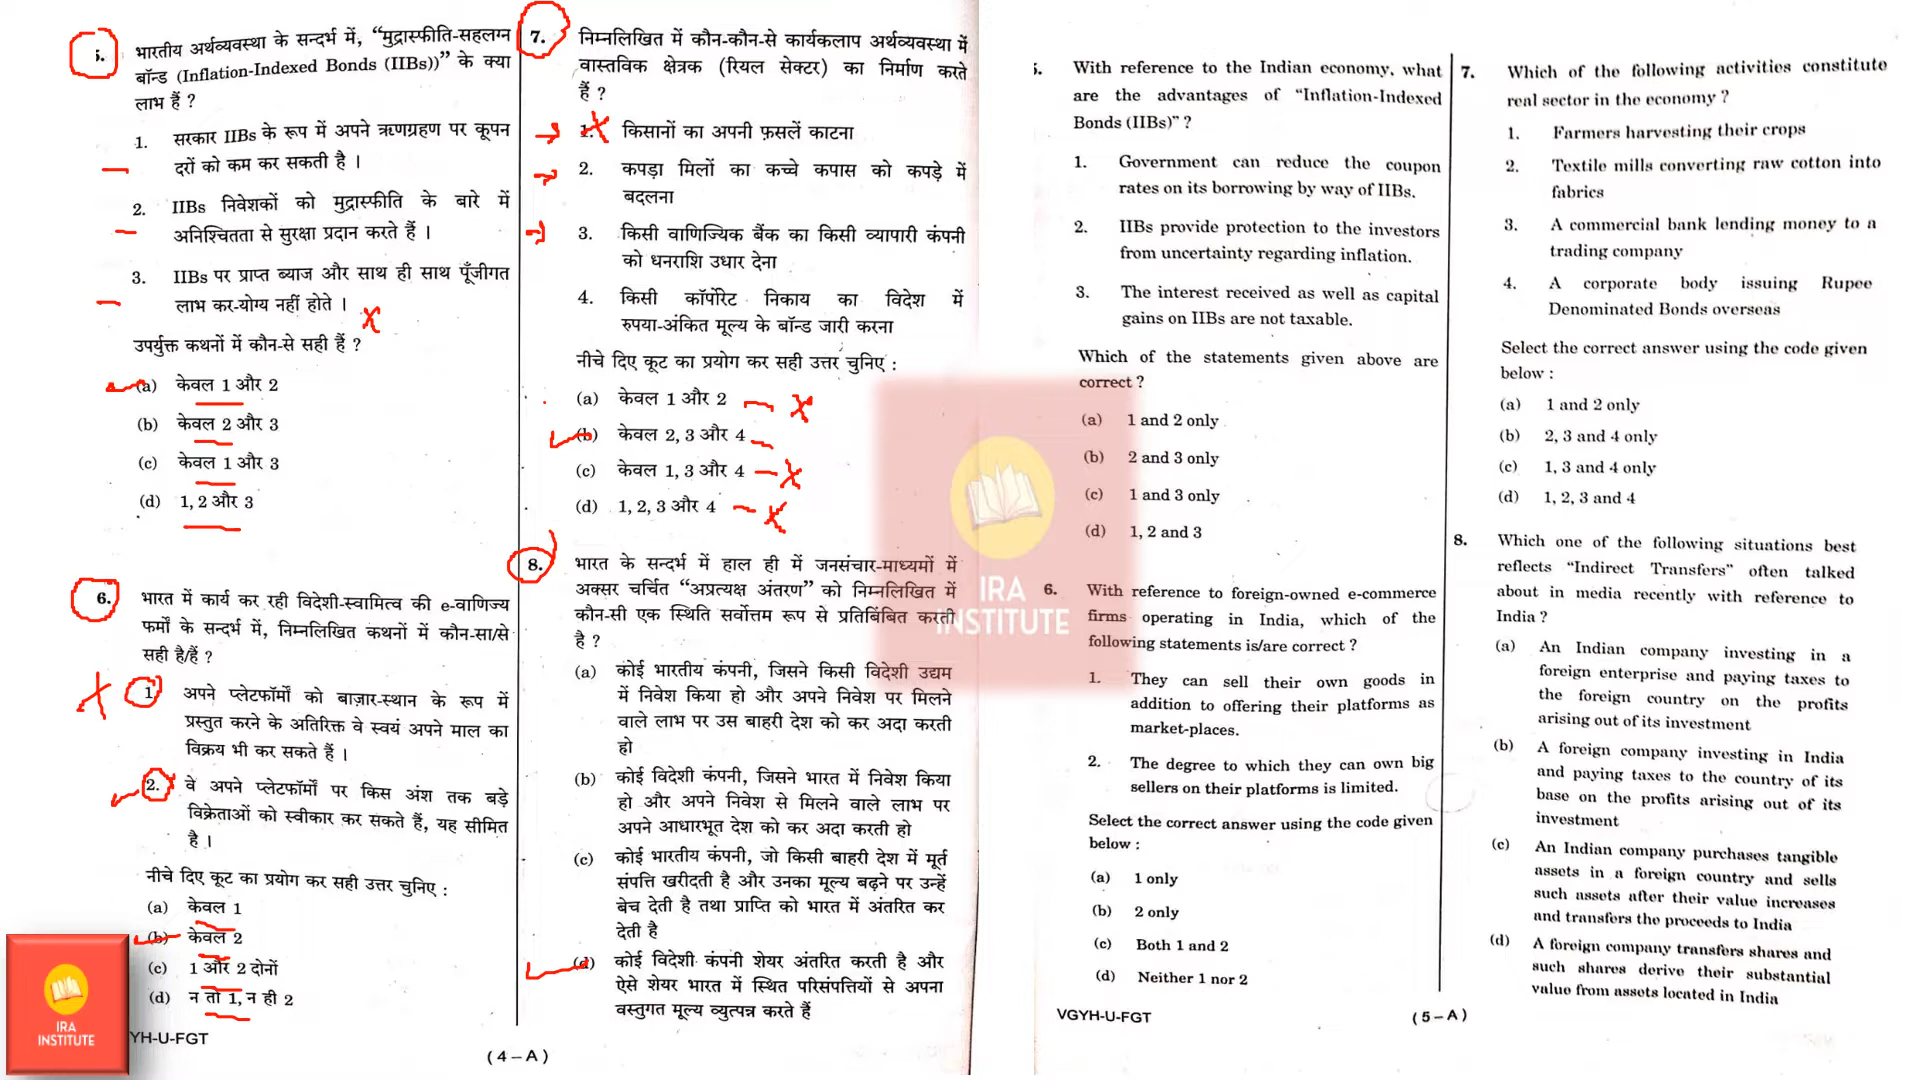 5.
भारतीय अर्थव्यवस्था के सन्दर्भ में, “मुद्रास्फीति-सहलग्न
बॉन्ड (Inflation-Indexed Bonds (IIBs))” के क्या
लाभ हैं ?
1. सरकार IIBs के रूप में अपने ऋणग्रहण पर कूपन
दरों को कम कर सकती है ।
2. IIBs निवेशकों को मुद्रास्फीति के बारे में
अनिश्चितता से सुरक्षा प्रदान करते हैं ।
3. IIBs पर प्राप्त ब्याज और साथ ही साथ पूँजीगत
लाभ कर-योग्य नहीं होते ।
उपर्युक्त कथनों में कौन-से सही हैं ?
(a) केवल 1 और 2
(b) केवल 2 और 3
(c) केवल 1 और 3
(d) 1, 2 और 3
6. भारत में कार्य कर रही विदेशी-स्वामित्व की e-वाणिज्य
फर्मों के सन्दर्भ में, निम्नलिखित कथनों में कौन-सा/से
सही है/हैं ?
1. अपने प्लेटफॉर्मों को बाज़ार-स्थान के रूप में
प्रस्तुत करने के अतिरिक्त वे स्वयं अपने माल का
विक्रय भी कर सकते हैं ।
2. वे अपने प्लेटफॉर्मों पर किस अंश तक बड़े
विक्रेताओं को स्वीकार कर सकते हैं, यह सीमित
है ।
नीचे दिए कूट का प्रयोग कर सही उत्तर चुनिए :
(a) केवल 1
(b) केवल 2
(c) 1 और 2 दोनों
(d) न तो 1, न ही 2
YH-U-FGT
(4–A)
7. निम्नलिखित में कौन-कौन-से कार्यकलाप अर्थव्यवस्था में
वास्तविक क्षेत्रक (रियल सेक्टर) का निर्माण करते
हैं ?
1. किसानों का अपनी फ़सलें काटना
2. कपड़ा मिलों का कच्चे कपास को कपड़े में
बदलना
3. किसी वाणिज्यिक बैंक का किसी व्यापारी कंपनी
को धनराशि उधार देना
4. किसी कॉर्पोरेट निकाय का विदेश में
रुपया-अंकित मूल्य के बॉन्ड जारी करना
नीचे दिए कूट का प्रयोग कर सही उत्तर चुनिए :
(a) केवल 1 और 2
(b) केवल 2, 3 और 4
(c) केवल 1, 3 और 4
(d) 1, 2, 3 और 4
8. भारत के सन्दर्भ में हाल ही में जनसंचार-माध्यमों में
अक्सर चर्चित “अप्रत्यक्ष अंतरण” को निम्नलिखित में
कौन-सी एक स्थिति सर्वोत्तम रूप से प्रतिबिंबित करती
है ?
(a) कोई भारतीय कंपनी, जिसने किसी विदेशी उद्यम
में निवेश किया हो और अपने निवेश पर मिलने
वाले लाभ पर उस बाहरी देश को कर अदा करती
हो
(b) कोई विदेशी कंपनी, जिसने भारत में निवेश किया
हो और अपने निवेश से मिलने वाले लाभ पर
अपने आधारभूत देश को कर अदा करती हो
(c) कोई भारतीय कंपनी, जो किसी बाहरी देश में मूर्त
संपत्ति खरीदती है और उनका मूल्य बढ़ने पर उन्हें
बेच देती है तथा प्राप्ति को भारत में अंतरित कर
देती है
(d) कोई विदेशी कंपनी शेयर अंतरित करती है और
ऐसे शेयर भारत में स्थित परिसंपत्तियों से अपना
वस्तुगत मूल्य व्युत्पन्न करते हैं
5. With reference to the Indian economy, what
are the advantages of “Inflation-Indexed
Bonds (IIBs)” ?
1. Government can reduce the coupon
rates on its borrowing by way of IIBs.
2. IIBs provide protection to the investors
from uncertainty regarding inflation.
3. The interest received as well as capital
gains on IIBs are not taxable.
Which of the statements given above are
correct ?
(a) 1 and 2 only
(b) 2 and 3 only
(c) 1 and 3 only
(d) 1, 2 and 3
6. With reference to foreign-owned e-commerce
firms operating in India, which of the
following statements is/are correct ?
1. They can sell their own goods in
addition to offering their platforms as
market-places.
2. The degree to which they can own big
sellers on their platforms is limited.
Select the correct answer using the code given
below :
(a) 1 only
(b) 2 only
(c) Both 1 and 2
(d) Neither 1 nor 2
VGYH-U-FGT
(5–A)
7. Which of the following activities constitute
real sector in the economy ?
1. Farmers harvesting their crops
2. Textile mills converting raw cotton into
fabrics
3. A commercial bank lending money to a
trading company
4. A corporate body issuing Rupee
Denominated Bonds overseas
Select the correct answer using the code given
below :
(a) 1 and 2 only
(b) 2, 3 and 4 only
(c) 1, 3 and 4 only
(d) 1, 2, 3 and 4
8. Which one of the following situations best
reflects “Indirect Transfers” often talked
about in media recently with reference to
India ?
(a) An Indian company investing in a
foreign enterprise and paying taxes to
the foreign country on the profits
arising out of its investment
(b) A foreign company investing in India
and paying taxes to the country of its
base on the profits arising out of its
investment
(c) An Indian company purchases tangible
assets in a foreign country and sells
such assets after their value increases
and transfers the proceeds to India
(d) A foreign company transfers shares and
such shares derive their substantial
value from assets located in India
IRA
INSTITUTE
IRA
INSTITUTE